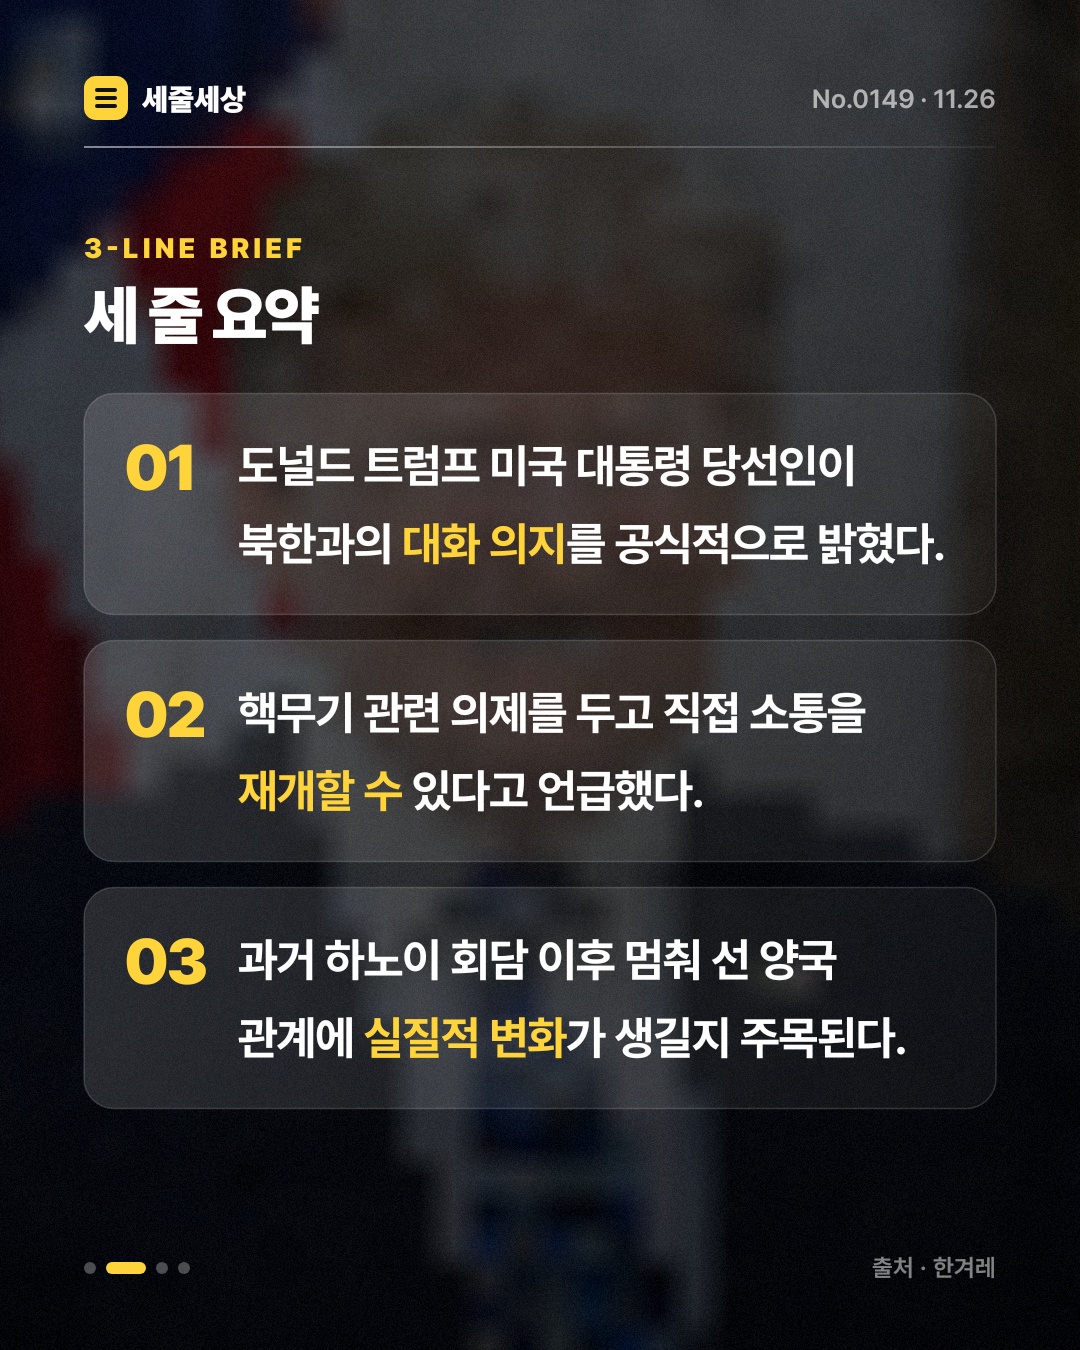 세줄세상
No.0149 · 11.26
3-LINE BRIEF
세 줄 요약
01
도널드 트럼프 미국 대통령 당선인이
북한과의 대화 의지를 공식적으로 밝혔다.
02
핵무기 관련 의제를 두고 직접 소통을
재개할 수 있다고 언급했다.
03
과거 하노이 회담 이후 멈춰 선 양국
관계에 실질적 변화가 생길지 주목된다.
출처 · 한겨레